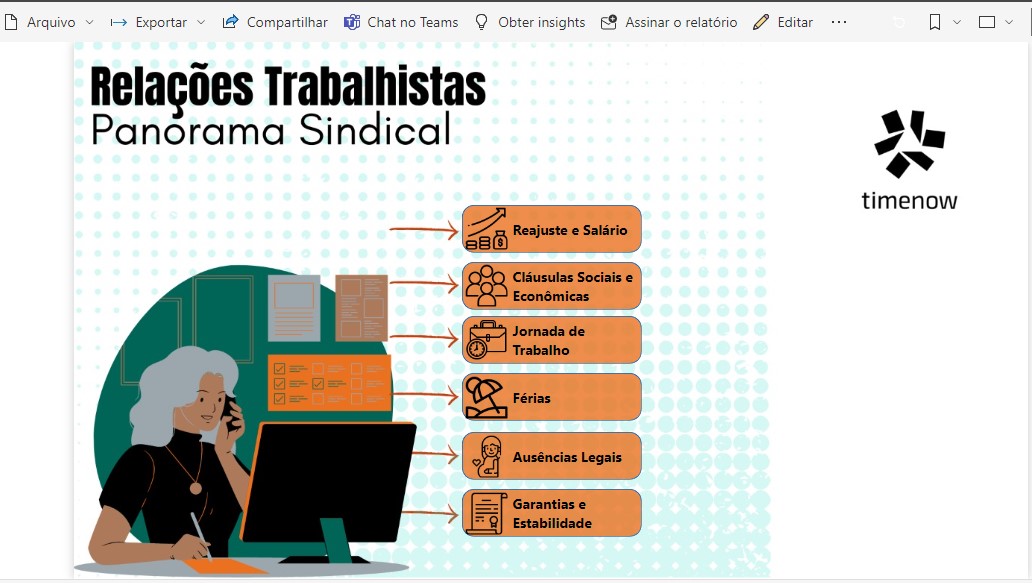 Arquivo Exportar Compartilhar Chat no Teams Obter insights Assinar o relatório Editar ...
Relações Trabalhistas
Panorama Sindical
timenow
Reajuste e Salário
Cláusulas Sociais e
Econômicas
Jornada de
Trabalho
Férias
Ausências Legais
Garantias e
Estabilidade